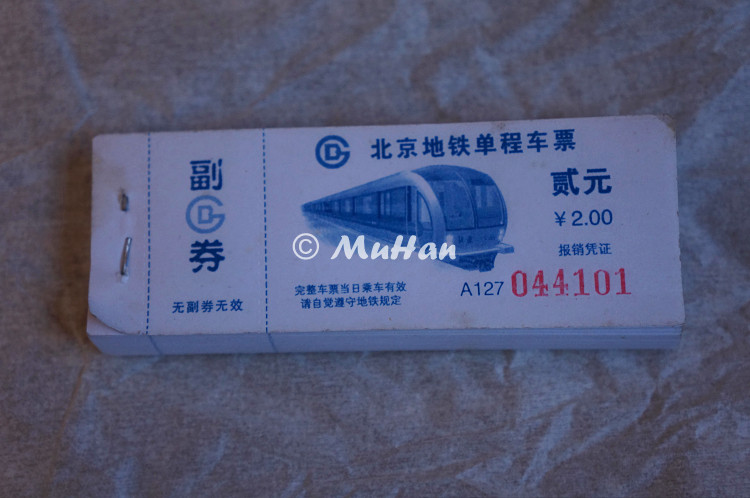 副
券
无副券无效
北京地铁单程车票
贰元
¥2.00
报销凭证
完整车票当日乘车有效
请自觉遵守地铁规定
A127 044101
© MuHan